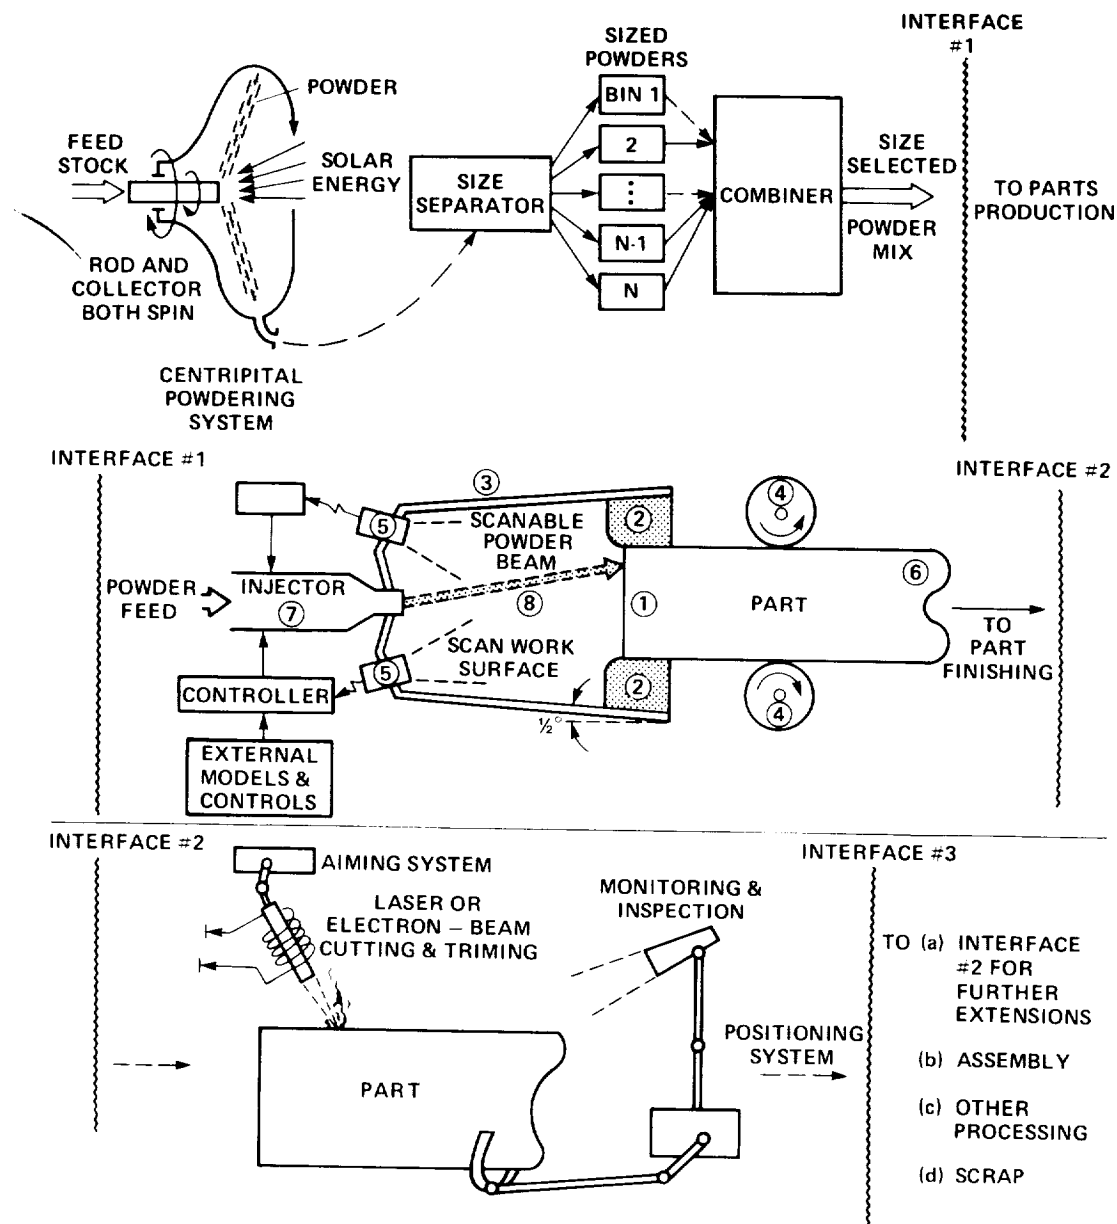 INTERFACE
#1
SIZED
POWDERS
POWDER
BIN 1
FEED
STOCK
2
SIZE
SELECTED
SOLAR
ENERGY
SIZE
SEPARATOR
⋮
COMBINER
TO PARTS
PRODUCTION
N-1
POWDER
MIX
ROD AND
COLLECTOR
BOTH SPIN
N
CENTRIPITAL
POWDERING
SYSTEM
INTERFACE #1
INTERFACE #2
3
4
5
SCANABLE
POWDER
BEAM
2
POWDER
FEED
INJECTOR
7
8
1
PART
6
TO
PART
FINISHING
SCAN WORK
SURFACE
5
2
4
CONTROLLER
½°
EXTERNAL
MODELS &
CONTROLS
INTERFACE #2
INTERFACE #3
AIMING SYSTEM
LASER OR
ELECTRON – BEAM
CUTTING & TRIMING
MONITORING &
INSPECTION
TO (a) INTERFACE
#2 FOR
FURTHER
EXTENSIONS
POSITIONING
SYSTEM
(b) ASSEMBLY
PART
(c) OTHER
PROCESSING
(d) SCRAP